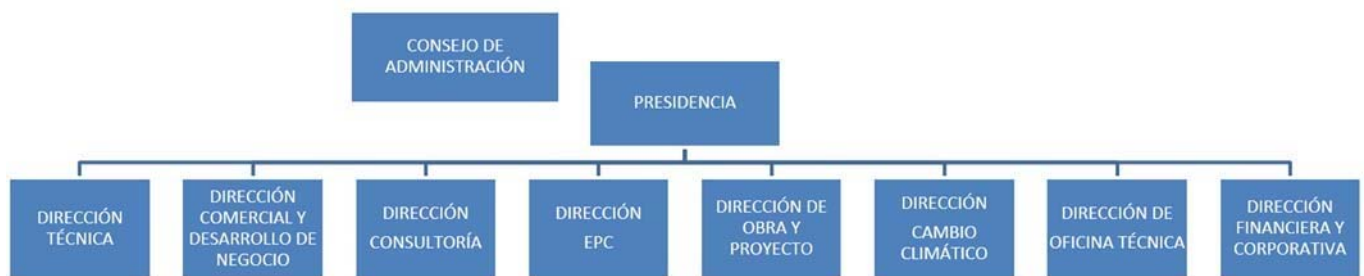 CONSEJO DE
ADMINISTRACIÓN
PRESIDENCIA
DIRECCIÓN
TÉCNICA
DIRECCIÓN
COMERCIAL Y
DESARROLLO DE
NEGOCIO
DIRECCIÓN
CONSULTORÍA
DIRECCIÓN
EPC
DIRECCIÓN DE
OBRA Y
PROYECTO
DIRECCIÓN
CAMBIO
CLIMÁTICO
DIRECCIÓN DE
OFICINA TÉCNICA
DIRECCIÓN
FINANCIERA Y
CORPORATIVA